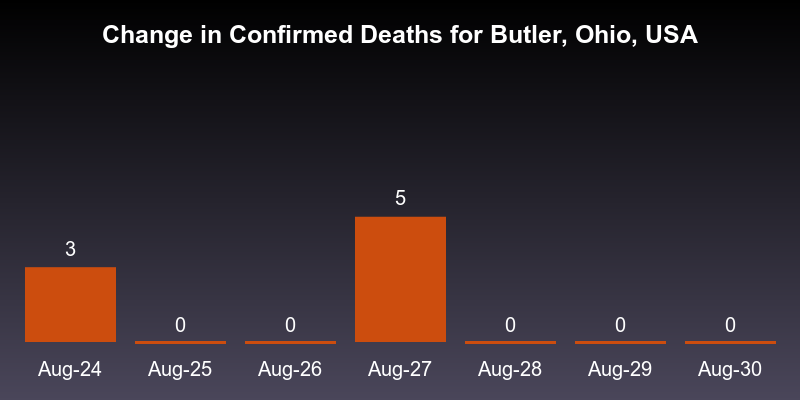 Change in Confirmed Deaths for Butler, Ohio, USA
3 0 0 5 0 0 0
Aug-24 Aug-25 Aug-26 Aug-27 Aug-28 Aug-29 Aug-30